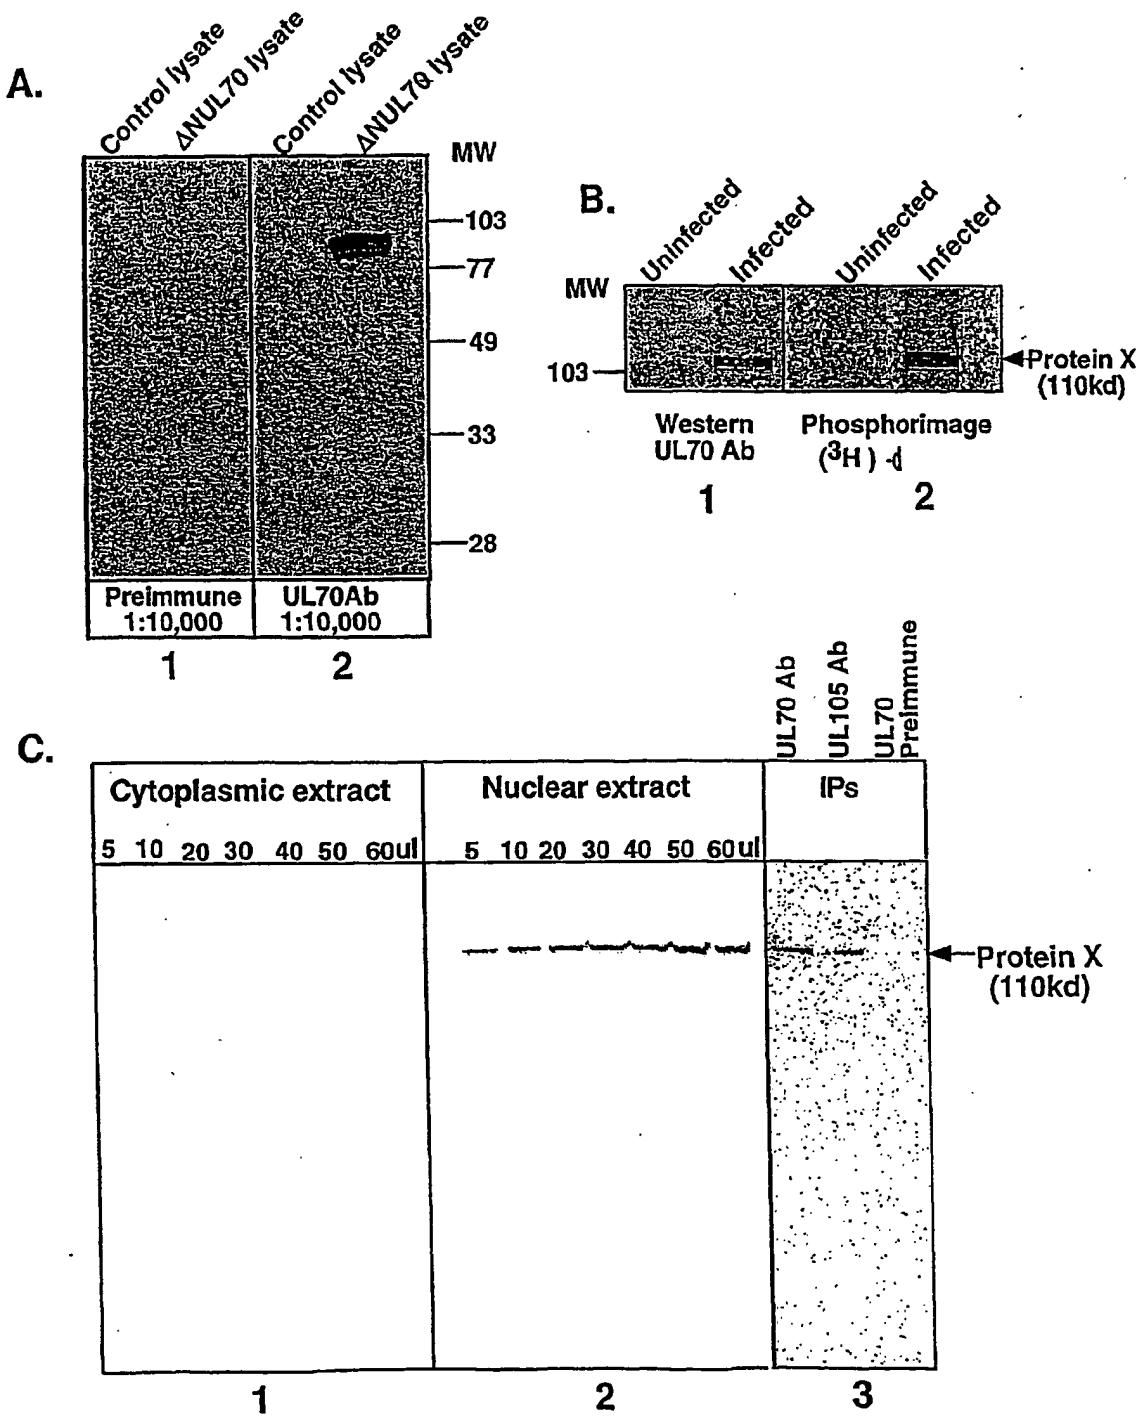 A.
Control lysate
ΔNUL70 lysate
Control lysate
ΔNUL70 lysate
MW
103
77
49
33
28
Preimmune
1:10,000
UL70Ab
1:10,000
1
2
B.
Uninfected
Infected
Uninfected
Infected
MW
103
Protein X
(110kd)
Western
UL70 Ab
Phosphorimage
(³H)
1
2
C.
UL70 Ab
UL105 Ab
UL70
Preimmune
Cytoplasmic extract
Nuclear extract
IPs
5 10 20 30 40 50 60ul
5 10 20 30 40 50 60ul
Protein X
(110kd)
1
2
3